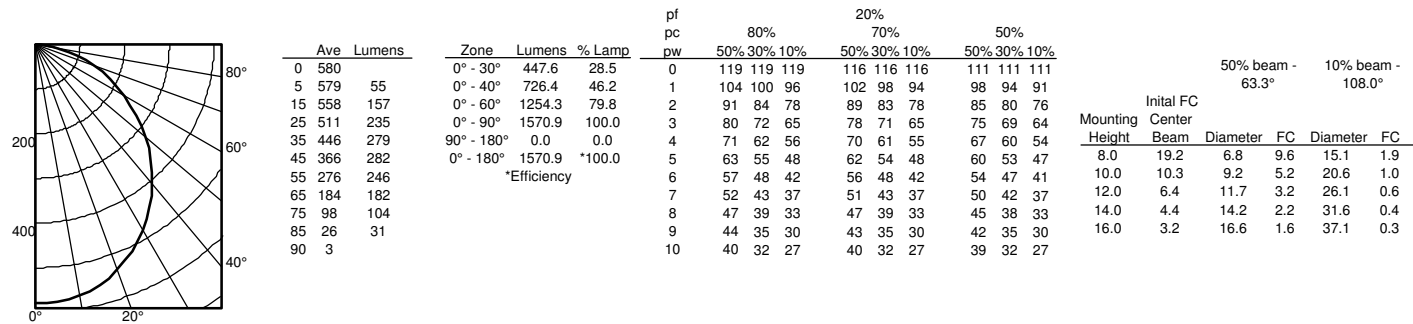 80°
60°
40°
200
400
0° 20°
Ave Lumens
0 580
5 579 55
15 558 157
25 511 235
35 446 279
45 366 282
55 276 246
65 184 182
75 98 104
85 26 31
90 3
Zone Lumens % Lamp
0° - 30° 447.6 28.5
0° - 40° 726.4 46.2
0° - 60° 1254.3 79.8
0° - 90° 1570.9 100.0
90° - 180° 0.0 0.0
0° - 180° 1570.9 *100.0
*Efficiency
pf 20%
pc 80% 70% 50%
pw 50% 30% 10% 50% 30% 10% 50% 30% 10%
0 119 119 119 116 116 116 111 111 111
1 104 100 96 102 98 94 98 94 91
2 91 84 78 89 83 78 85 80 76
3 80 72 65 78 71 65 75 69 64
4 71 62 56 70 61 55 67 60 54
5 63 55 48 62 54 48 60 53 47
6 57 48 42 56 48 42 54 47 41
7 52 43 37 51 43 37 50 42 37
8 47 39 33 47 39 33 45 38 33
9 44 35 30 43 35 30 42 35 30
10 40 32 27 40 32 27 39 32 27
50% beam - 10% beam -
63.3° 108.0°
Inital FC
Mounting Center
Height Beam Diameter FC Diameter FC
8.0 19.2 6.8 9.6 15.1 1.9
10.0 10.3 9.2 5.2 20.6 1.0
12.0 6.4 11.7 3.2 26.1 0.6
14.0 4.4 14.2 2.2 31.6 0.4
16.0 3.2 16.6 1.6 37.1 0.3